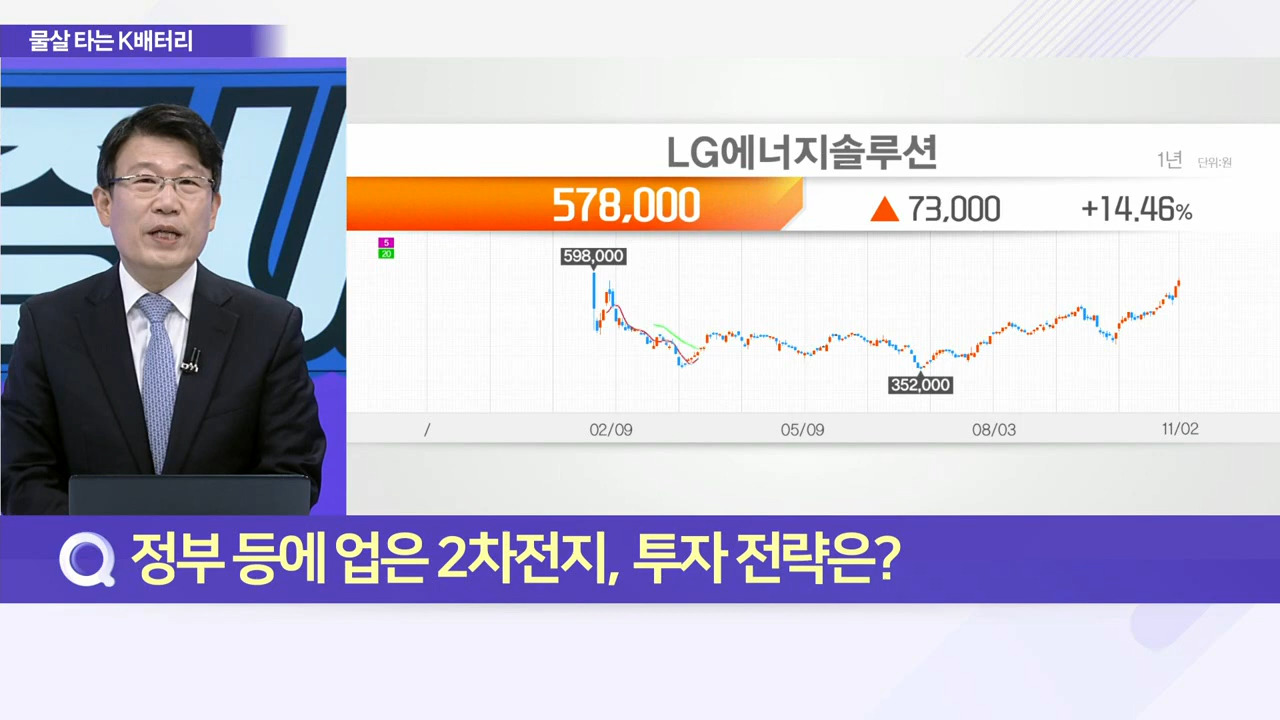 물살 타는 K배터리
LG에너지솔루션
1년 단위:원
578,000 ▲ 73,000 +14.46%
5
20
598,000
352,000
/ 02/09 05/09 08/03 11/02
Q 정부 등에 업은 2차전지, 투자 전략은?